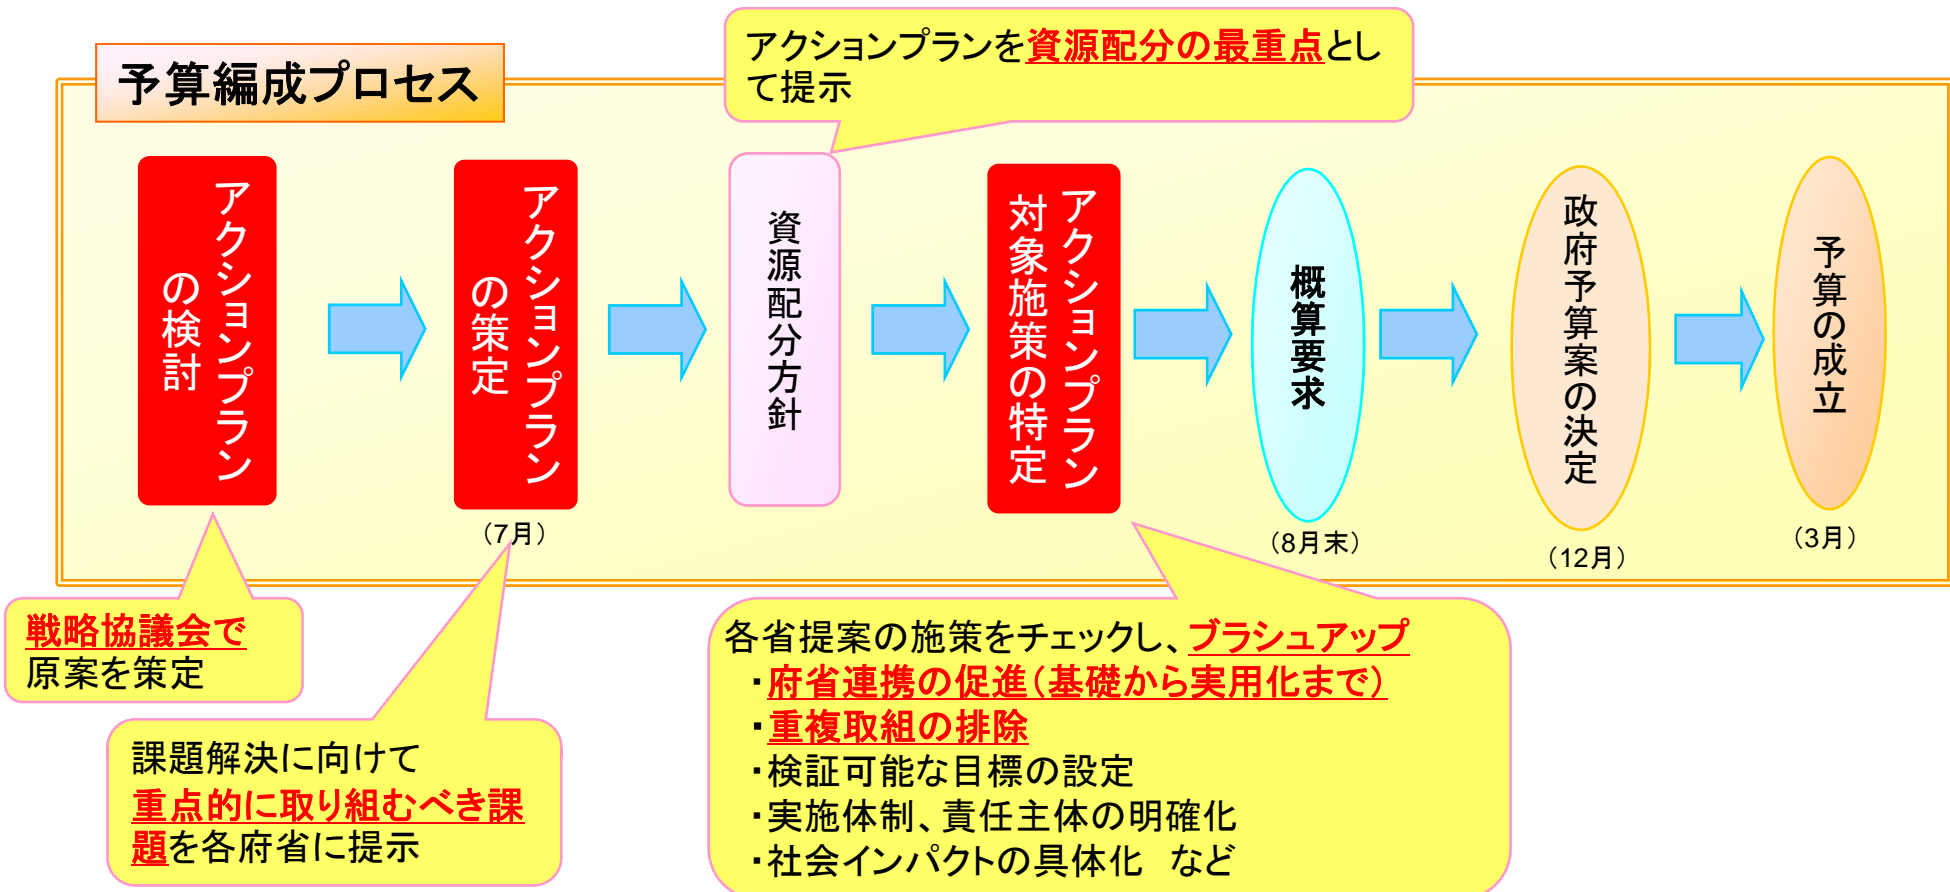 アクションプランを資源配分の最重点とし
て提示
予算編成プロセス
アクションプラン
の検討
アクションプラン
の策定
(7月)
資源配分方針
アクションプラン
対象施策の特定
概算要求
(8月末)
政府予算案の決定
(12月)
予算の成立
(3月)
戦略協議会で
原案を策定
課題解決に向けて
重点的に取り組むべき課
題を各府省に提示
各省提案の施策をチェックし、ブラシュアップ
・府省連携の促進(基礎から実用化まで)
・重複取組の排除
・検証可能な目標の設定
・実施体制、責任主体の明確化
・社会インパクトの具体化　など